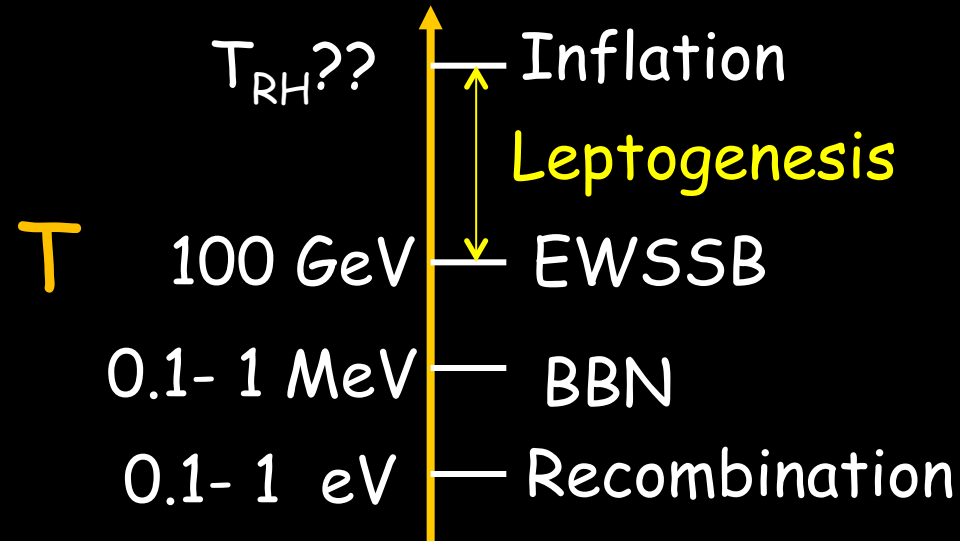 T_RH?? Inflation
Leptogenesis
T 100 GeV EWSSB
0.1- 1 MeV BBN
0.1- 1 eV Recombination